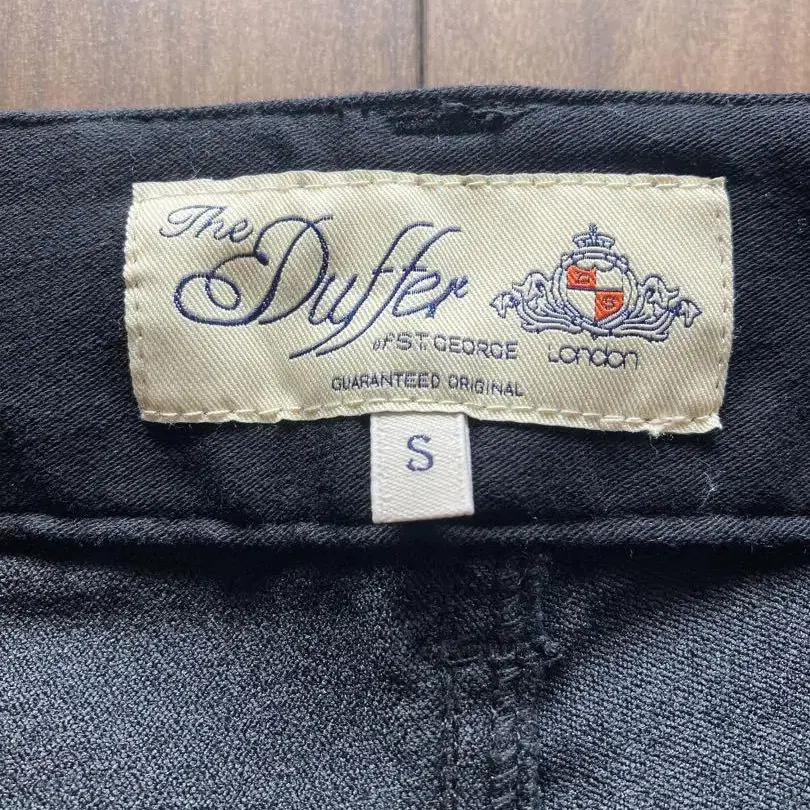 The
Duffer
of ST. GEORGE
GUARANTEED ORIGINAL
London
S